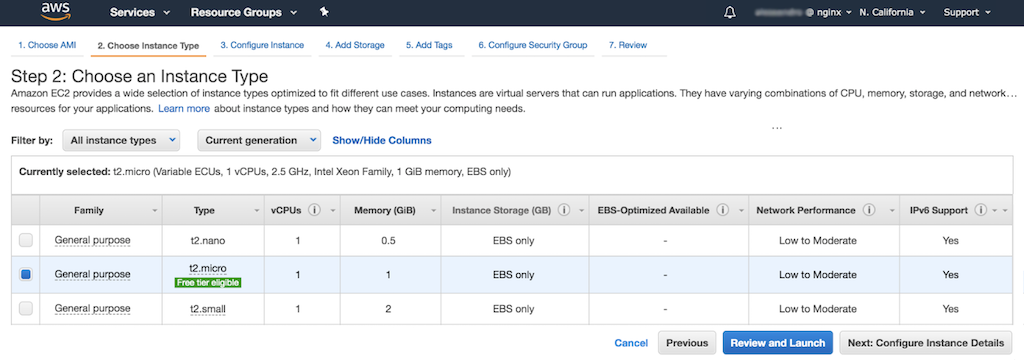 aws Services Resource Groups @ nginx N. California Support
1. Choose AMI 2. Choose Instance Type 3. Configure Instance 4. Add Storage 5. Add Tags 6. Configure Security Group 7. Review
Step 2: Choose an Instance Type
Amazon EC2 provides a wide selection of instance types optimized to fit different use cases. Instances are virtual servers that can run applications. They have varying combinations of CPU, memory, storage, and network…
resources for your applications. Learn more about instance types and how they can meet your computing needs.
...
Filter by: All instance types Current generation Show/Hide Columns
Currently selected: t2.micro (Variable ECUs, 1 vCPUs, 2.5 GHz, Intel Xeon Family, 1 GiB memory, EBS only)
Family Type vCPUs Memory (GiB) Instance Storage (GB) EBS-Optimized Available Network Performance IPv6 Support
General purpose t2.nano 1 0.5 EBS only - Low to Moderate Yes
General purpose t2.micro 1 1 EBS only - Low to Moderate Yes
Free tier eligible
General purpose t2.small 1 2 EBS only - Low to Moderate Yes
Cancel Previous Review and Launch Next: Configure Instance Details